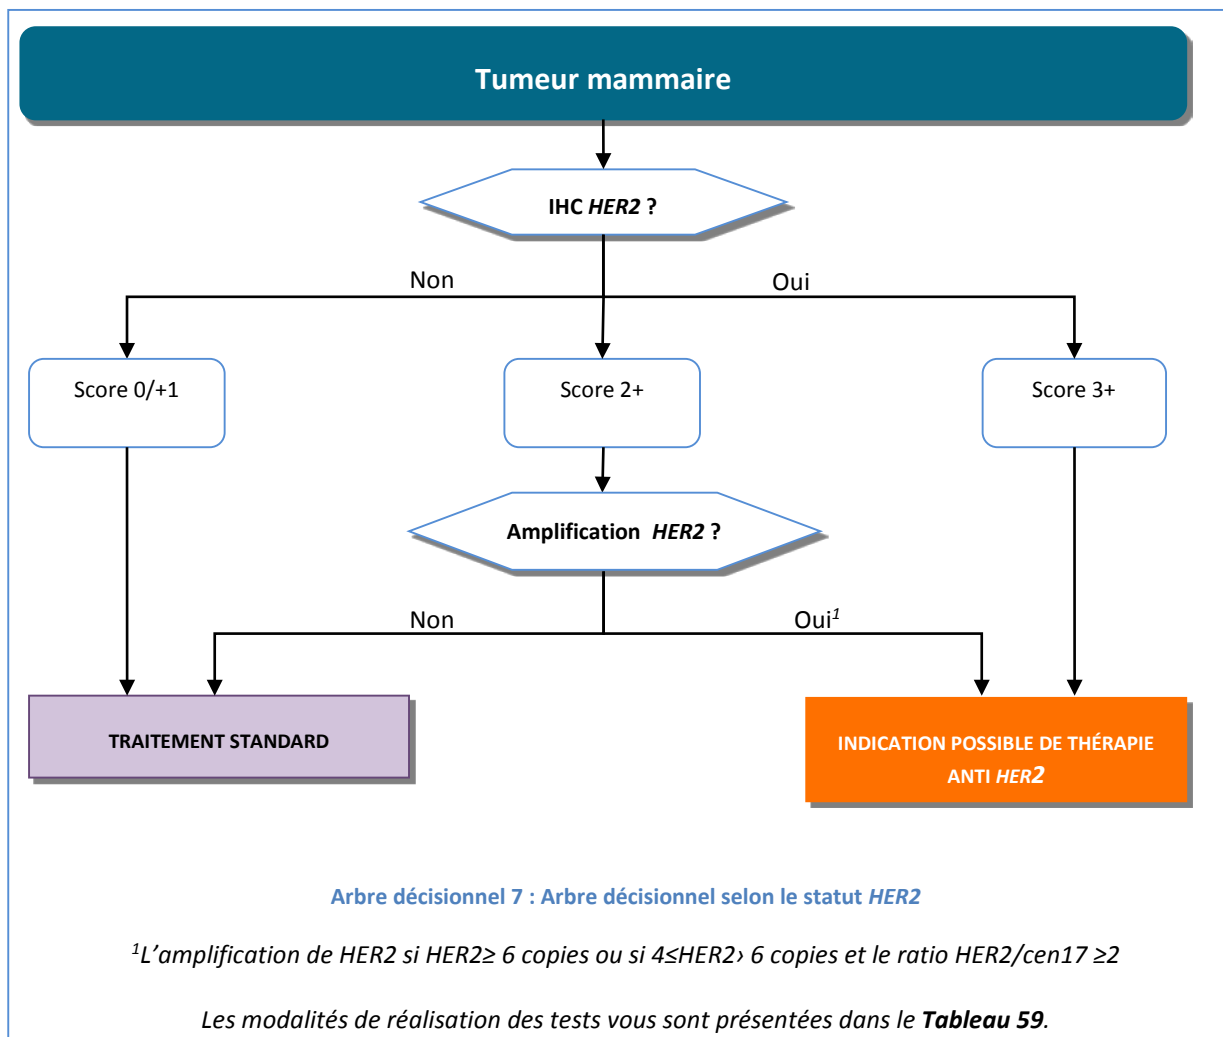 Tumeur mammaire
IHC HER2 ?
Non
Oui
Score 0/+1
Score 2+
Score 3+
Amplification HER2 ?
Non
Oui¹
TRAITEMENT STANDARD
INDICATION POSSIBLE DE THÉRAPIE
ANTI HER2
Arbre décisionnel 7 : Arbre décisionnel selon le statut HER2
¹L'amplification de HER2 si HER2≥ 6 copies ou si 4≤HER2› 6 copies et le ratio HER2/cen17 ≥2
Les modalités de réalisation des tests vous sont présentées dans le Tableau 59.